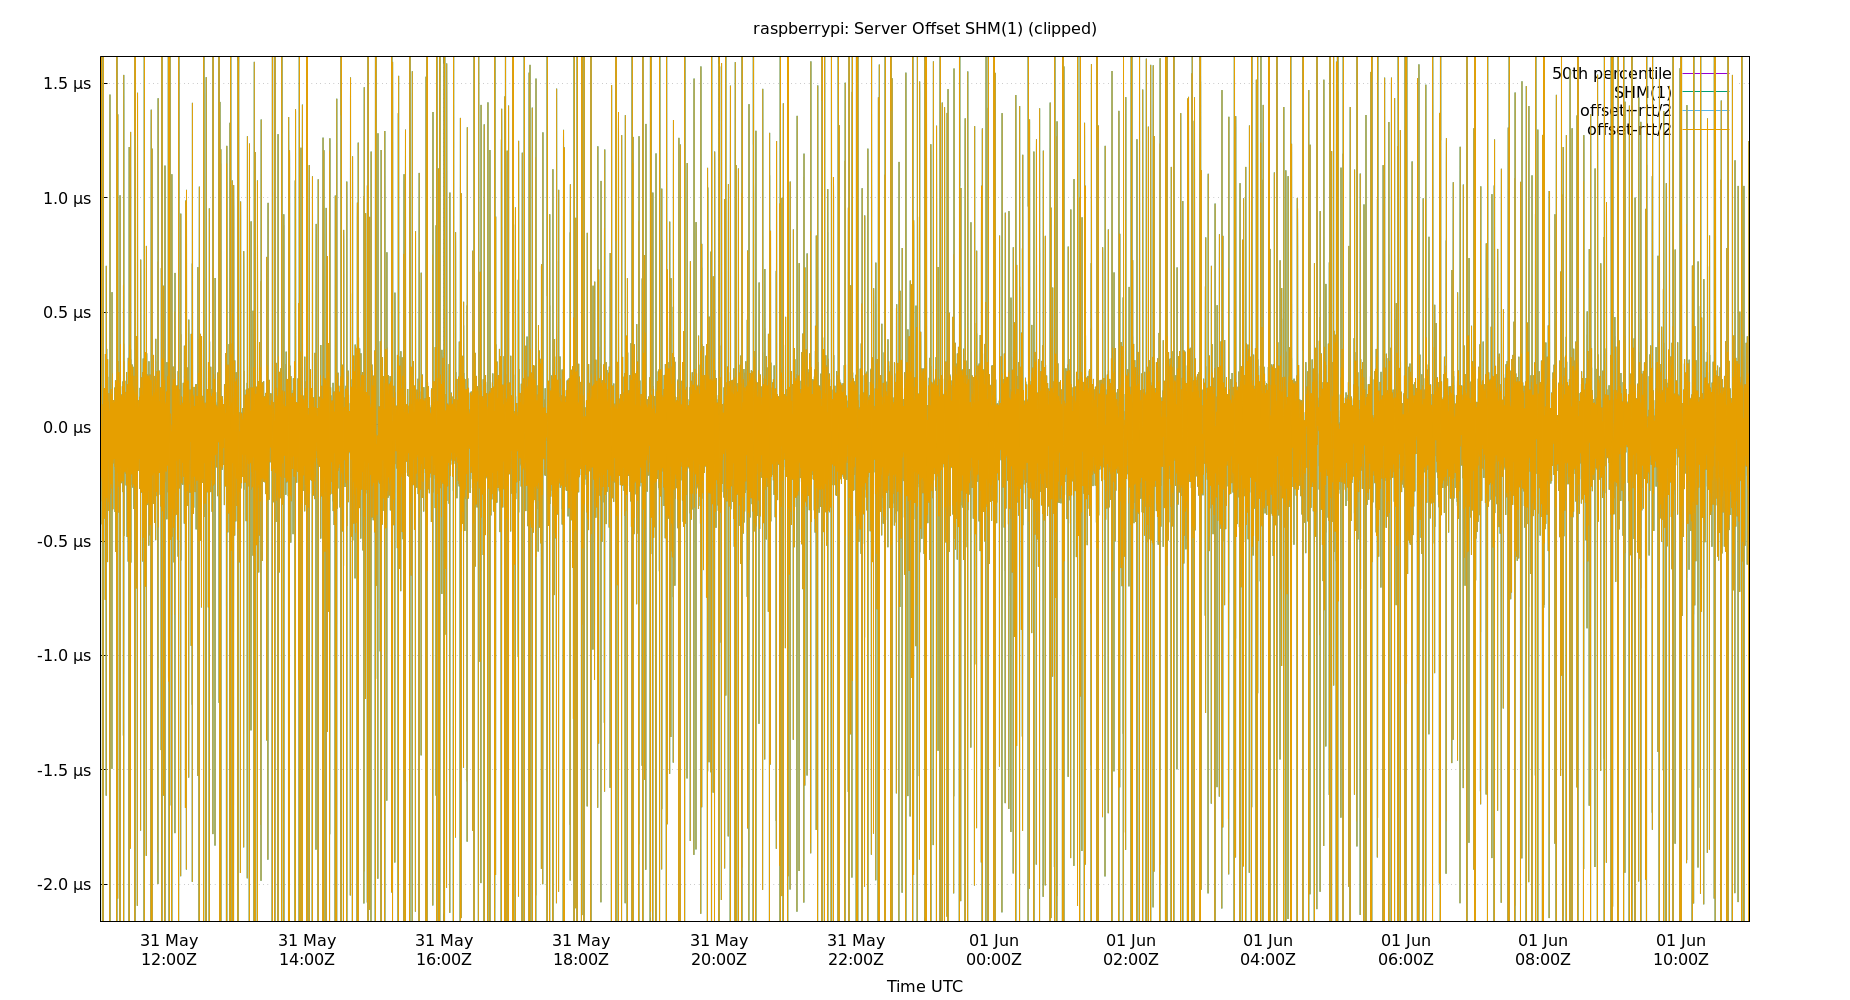 raspberrypi: Server Offset SHM(1) (clipped)
50th percentile
SHM(1)
offset+rtt/2
offset-rtt/2
1.5 µs
1.0 µs
0.5 µs
0.0 µs
-0.5 µs
-1.0 µs
-1.5 µs
-2.0 µs
31 May 31 May 31 May 31 May 31 May 31 May 01 Jun 01 Jun 01 Jun 01 Jun 01 Jun 01 Jun
12:00Z 14:00Z 16:00Z 18:00Z 20:00Z 22:00Z 00:00Z 02:00Z 04:00Z 06:00Z 08:00Z 10:00Z
Time UTC